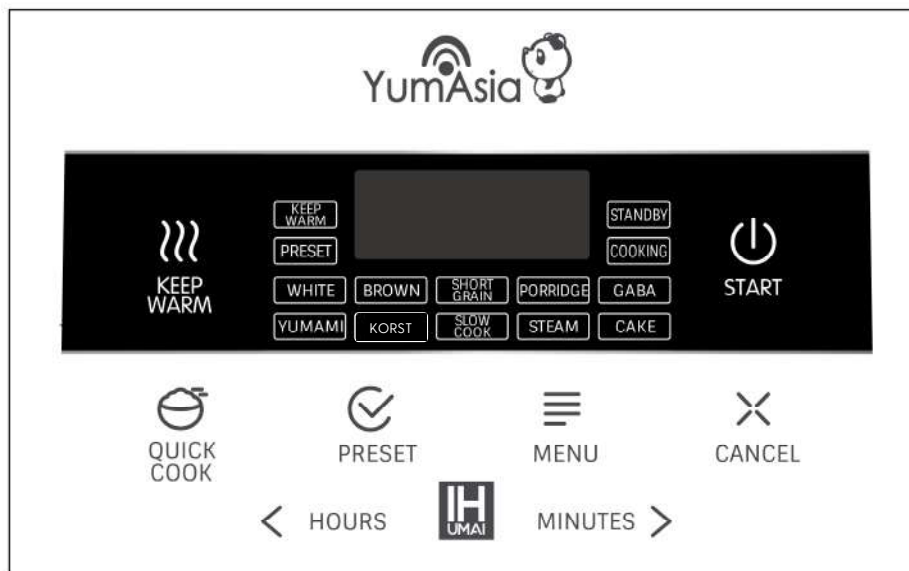 YumAsia
KEEP WARM
STANDBY
PRESET
COOKING
KEEP WARM
START
WHITE BROWN SHORT GRAIN PORRIDGE GABA
YUMAMI KORST SLOW COOK STEAM CAKE
QUICK COOK
PRESET
MENU
CANCEL
HOURS
IH
UMAI
MINUTES